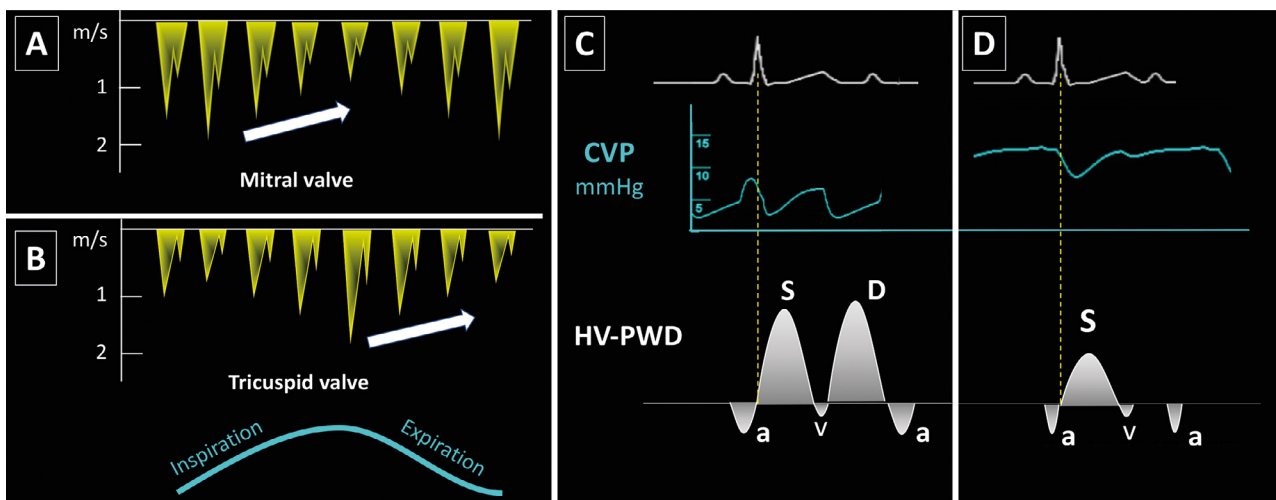 A
m/s
1
2
Mitral valve
B
m/s
1
2
Tricuspid valve
Inspiration
Expiration
C
CVP
mmHg
15
10
5
HV-PWD
S
D
a
v
a
D
S
a
v
a